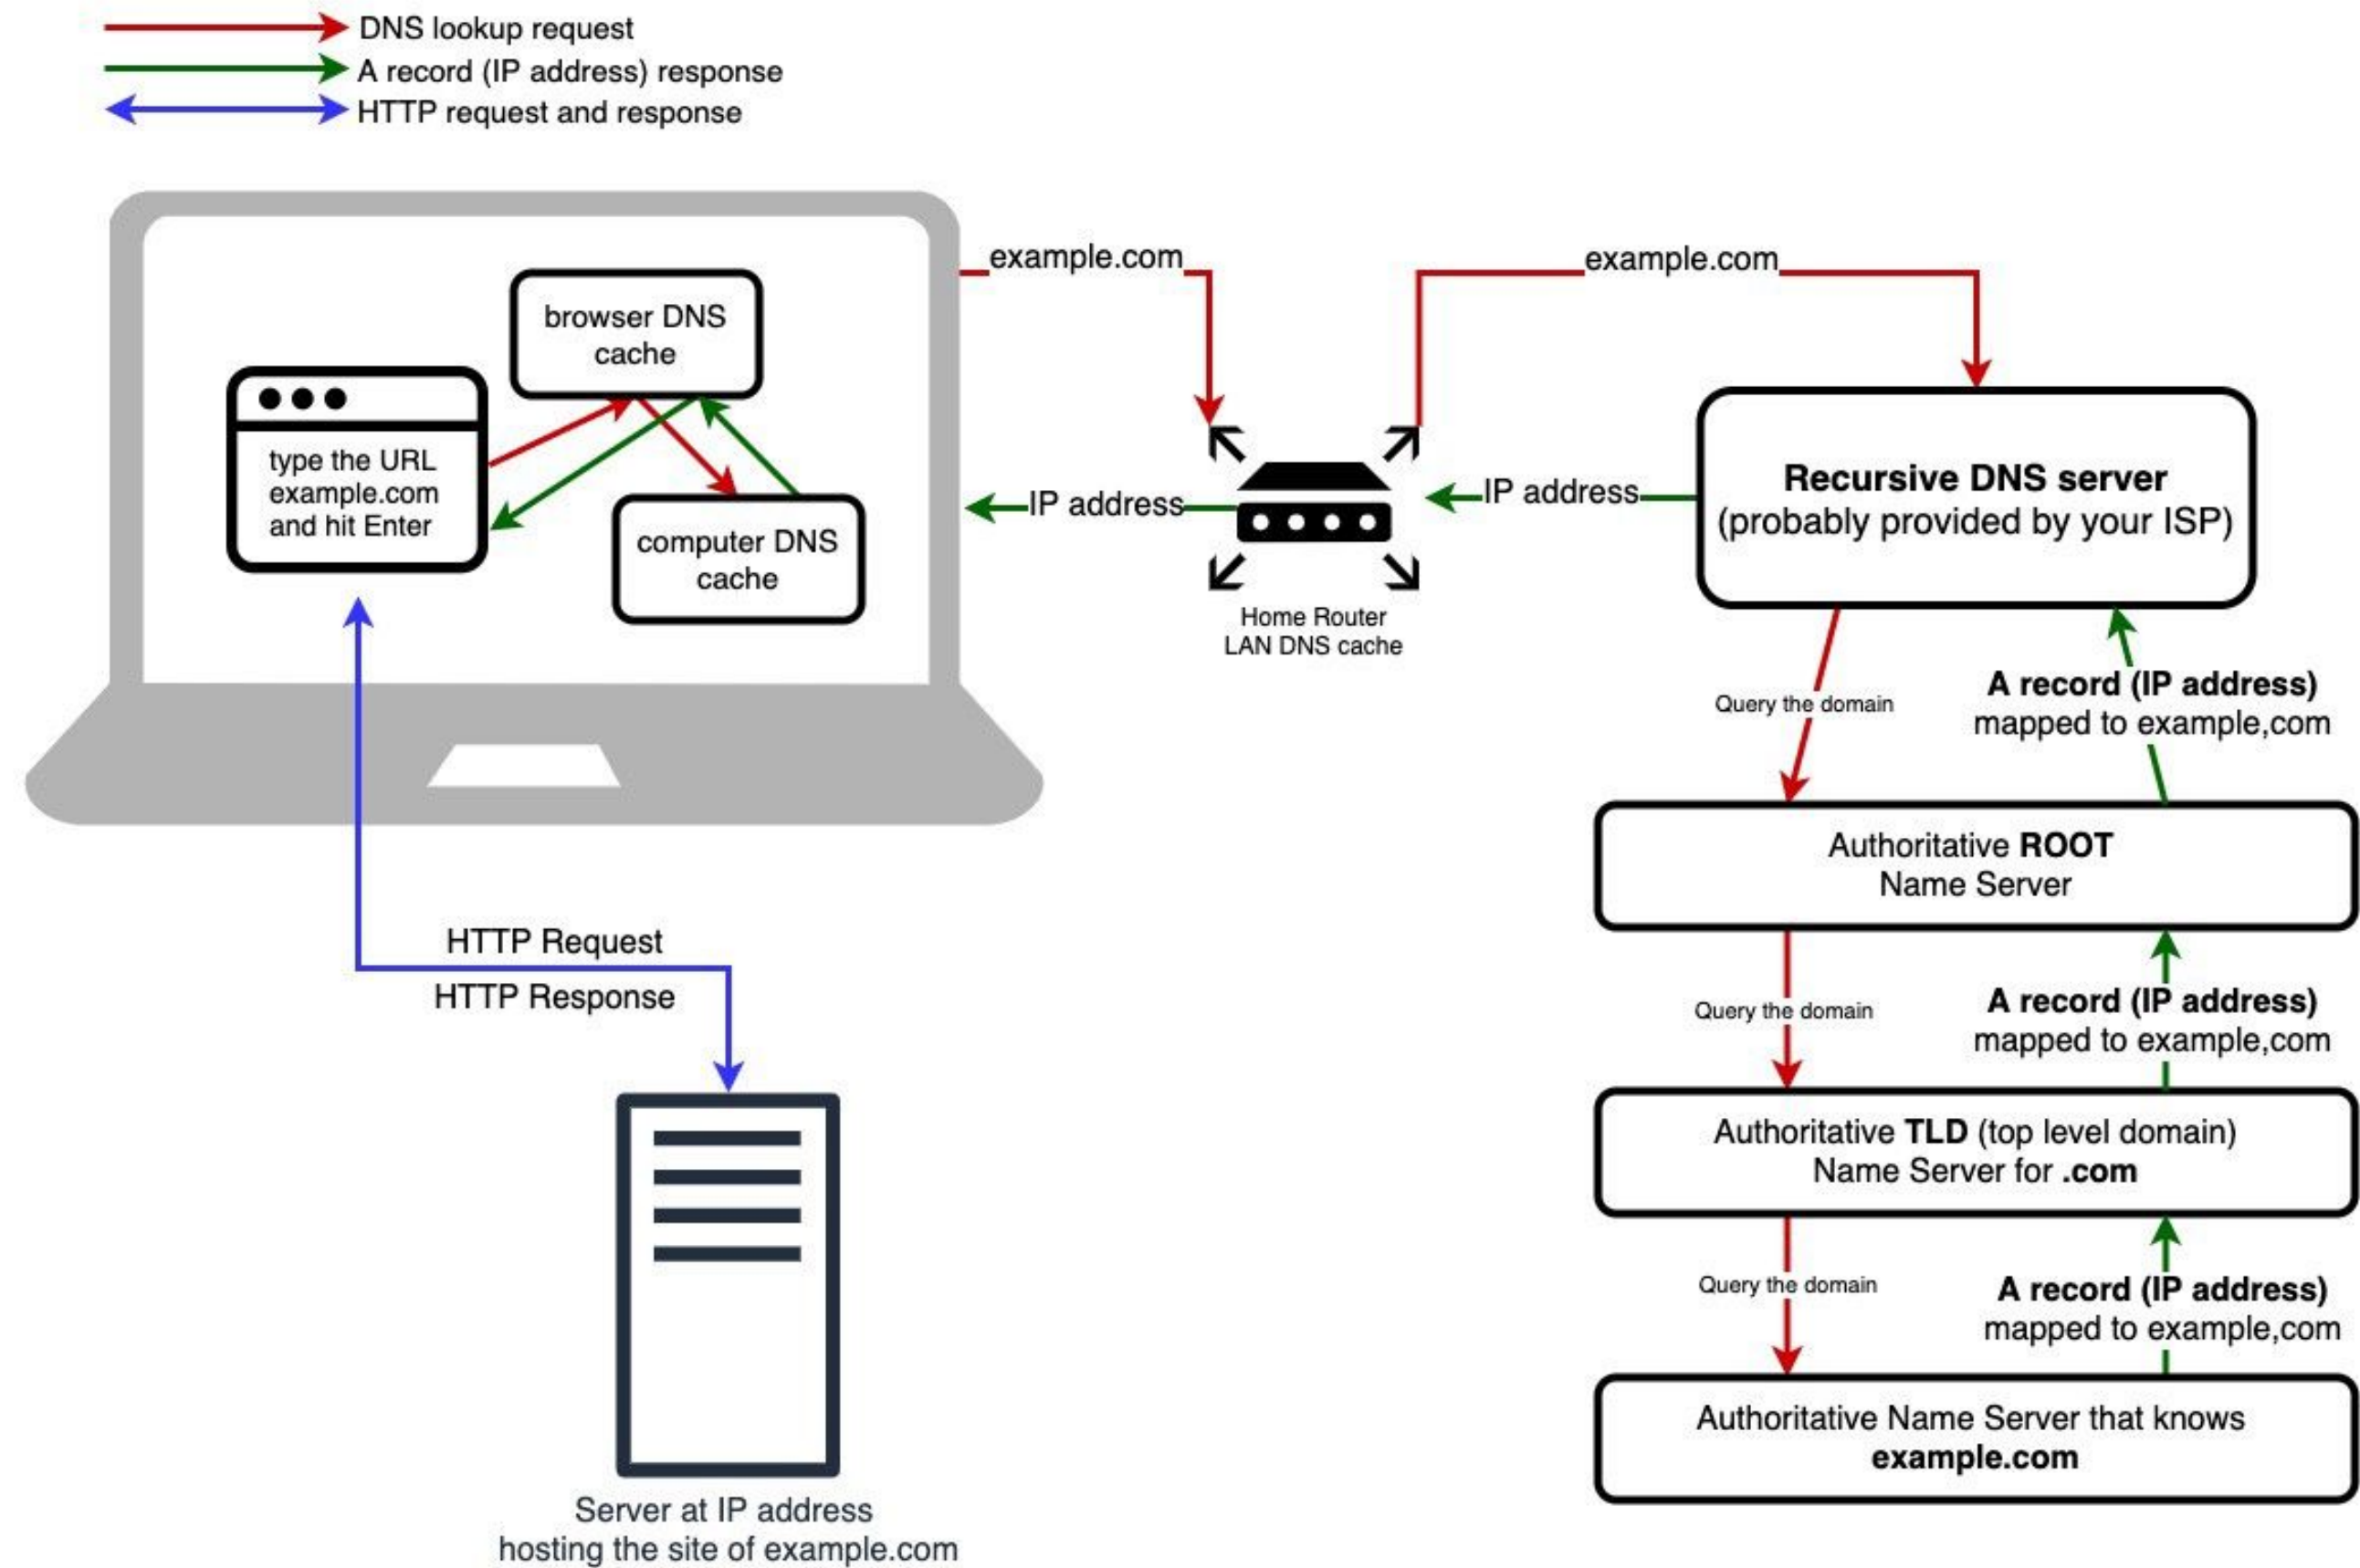 DNS lookup request
A record (IP address) response
HTTP request and response
browser DNS
cache
type the URL
example.com
and hit Enter
computer DNS
cache
example.com
IP address
Home Router
LAN DNS cache
example.com
IP address
Recursive DNS server
(probably provided by your ISP)
Query the domain
A record (IP address)
mapped to example,com
Authoritative ROOT
Name Server
Query the domain
A record (IP address)
mapped to example,com
Authoritative TLD (top level domain)
Name Server for .com
Query the domain
A record (IP address)
mapped to example,com
Authoritative Name Server that knows
example.com
HTTP Request
HTTP Response
Server at IP address
hosting the site of example.com